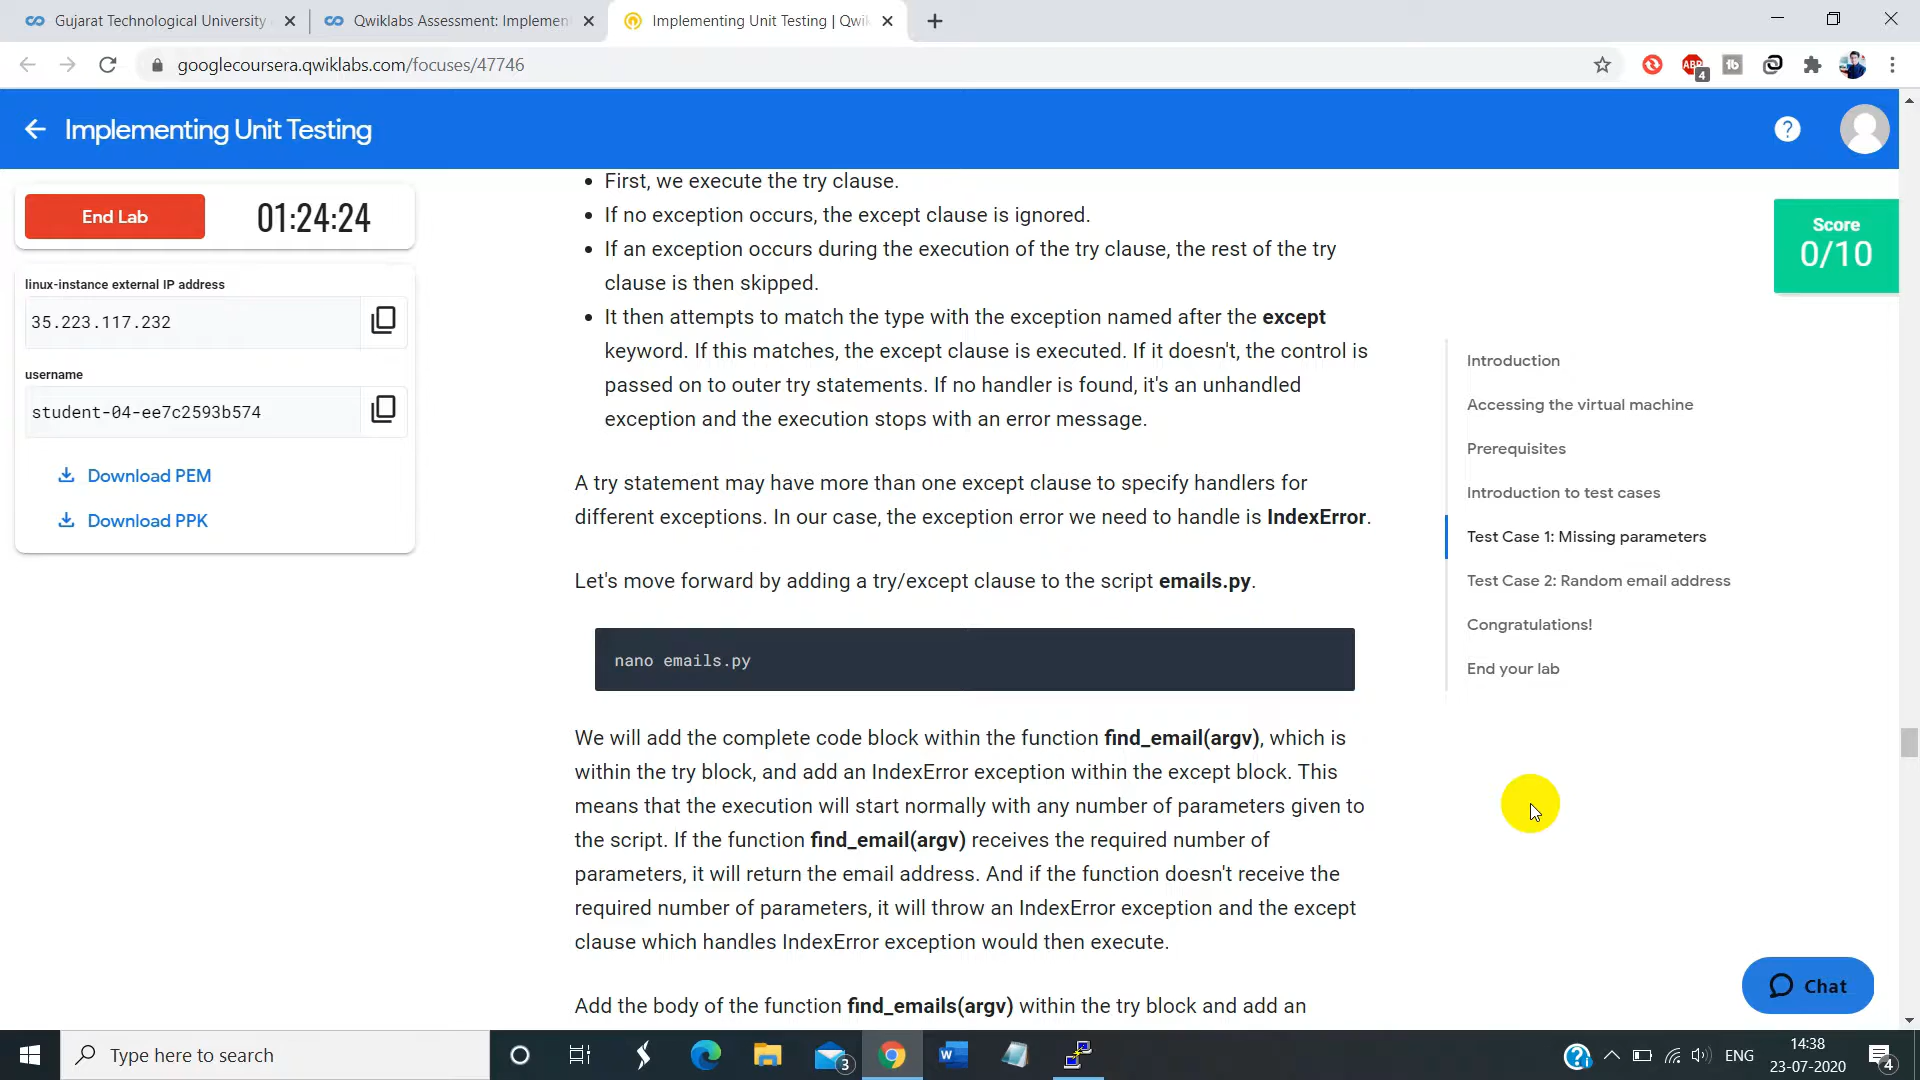 Gujarat Technological University
Qwiklabs Assessment: Implemen
Implementing Unit Testing | Qwi
googlecoursera.qwiklabs.com/focuses/47746
ABP
4
Implementing Unit Testing
?
End Lab
01:24:24
linux-instance external IP address
35.223.117.232
username
student-04-ee7c2593b574
Download PEM
Download PPK
First, we execute the try clause.
If no exception occurs, the except clause is ignored.
If an exception occurs during the execution of the try clause, the rest of the try
clause is then skipped.
It then attempts to match the type with the exception named after the except
keyword. If this matches, the except clause is executed. If it doesn't, the control is
passed on to outer try statements. If no handler is found, it's an unhandled
exception and the execution stops with an error message.
A try statement may have more than one except clause to specify handlers for
different exceptions. In our case, the exception error we need to handle is IndexError.
Let's move forward by adding a try/except clause to the script emails.py.
nano emails.py
We will add the complete code block within the function find_email(argv), which is
within the try block, and add an IndexError exception within the except block. This
means that the execution will start normally with any number of parameters given to
the script. If the function find_email(argv) receives the required number of
parameters, it will return the email address. And if the function doesn't receive the
required number of parameters, it will throw an IndexError exception and the except
clause which handles IndexError exception would then execute.
Add the body of the function find_emails(argv) within the try block and add an
Score
0/10
Introduction
Accessing the virtual machine
Prerequisites
Introduction to test cases
Test Case 1: Missing parameters
Test Case 2: Random email address
Congratulations!
End your lab
Chat
Type here to search
3
W
ENG
14:38
23-07-2020
4